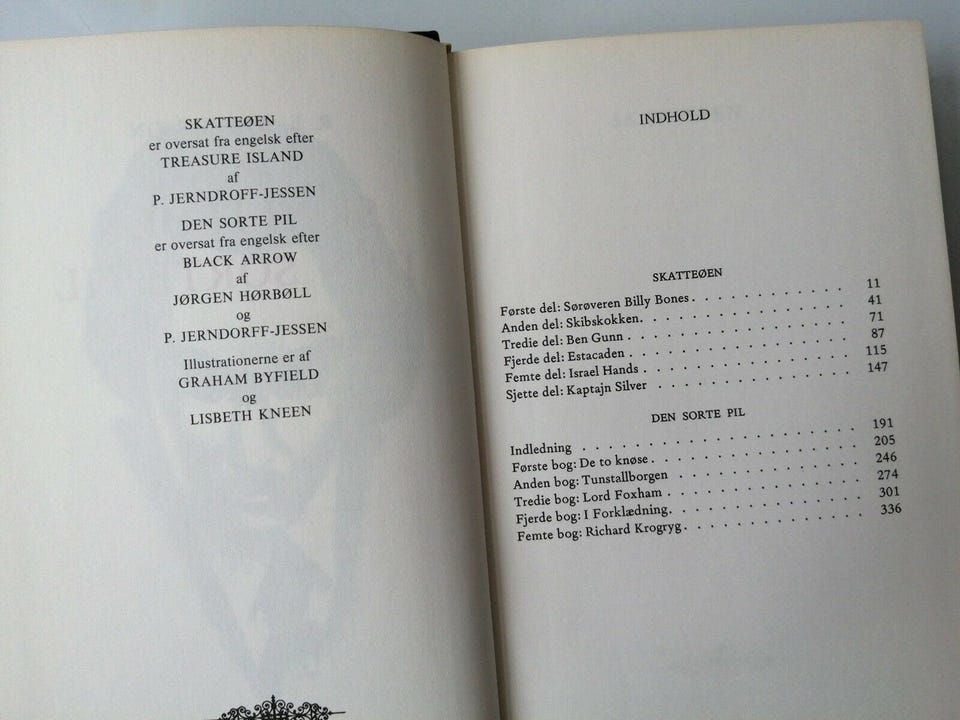 SKATTEØEN
er oversat fra engelsk efter
TREASURE ISLAND
af
P. JERNDROFF-JESSEN
DEN SORTE PIL
er oversat fra engelsk efter
BLACK ARROW
af
JØRGEN HØRBØLL
og
P. JERNDORFF-JESSEN
Illustrationerne er af
GRAHAM BYFIELD
og
LISBETH KNEEN
INDHOLD
SKATTEØEN
Første del: Sørøveren Billy Bones . . . . . . . . . . 11
Anden del: Skibskokken. . . . . . . . . . . . . 41
Tredie del: Ben Gunn . . . . . . . . . . . . . 71
Fjerde del: Estacaden . . . . . . . . . . . . . 87
Femte del: Israel Hands . . . . . . . . . . . . 115
Sjette del: Kaptajn Silver . . . . . . . . . . . . 147
DEN SORTE PIL
Indledning . . . . . . . . . . . . . . . . 191
Første bog: De to knøse . . . . . . . . . . . . 205
Anden bog: Tunstallborgen . . . . . . . . . . . 246
Tredie bog: Lord Foxham . . . . . . . . . . . 274
Fjerde bog: I Forklædning. . . . . . . . . . . . 301
Femte bog: Richard Krogryg . . . . . . . . . . . 336